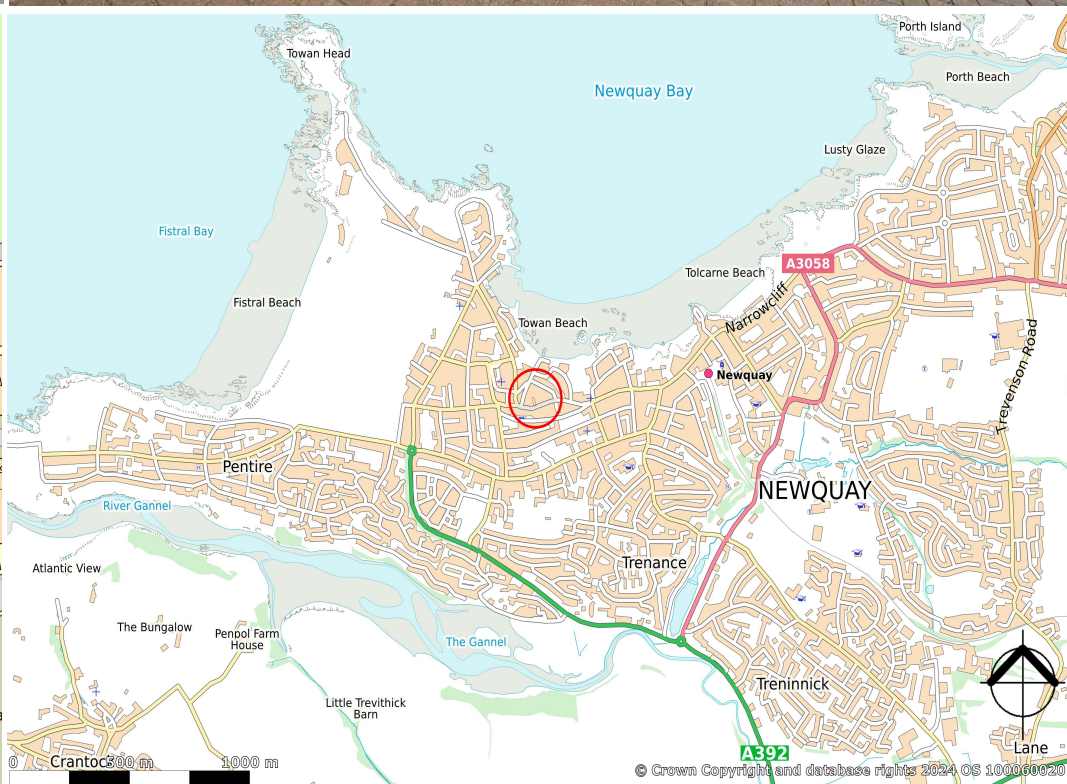 Towan Head
Porth Island
Newquay Bay
Porth Beach
Lusty Glaze
Fistral Bay
A3058
Tolcarne Beach
Fistral Beach
Narrowcliff
Towan Beach
Trevenson Road
Newquay
Pentire
NEWQUAY
River Gannel
Atlantic View
Trenance
The Bungalow
Penpol Farm
House
The Gannel
Treninnick
Little Trevithick
Barn
Lane
A392
Crantoc
0 500 m 1000 m
© Crown Copyright and database rights 2024 OS 100060020